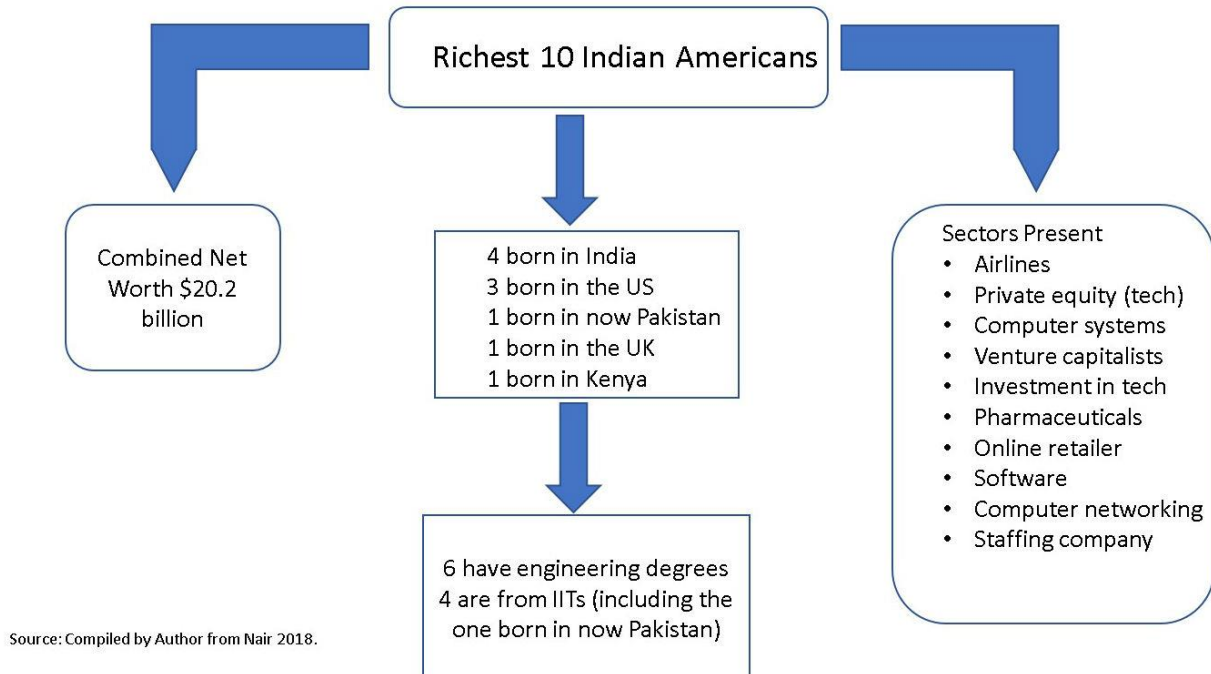 Richest 10 Indian Americans
Combined Net
Worth $20.2
billion
4 born in India
3 born in the US
1 born in now Pakistan
1 born in the UK
1 born in Kenya
6 have engineering degrees
4 are from IITs (including the
one born in now Pakistan)
Sectors Present
• Airlines
• Private equity (tech)
• Computer systems
• Venture capitalists
• Investment in tech
• Pharmaceuticals
• Online retailer
• Software
• Computer networking
• Staffing company
Source: Compiled by Author from Nair 2018.